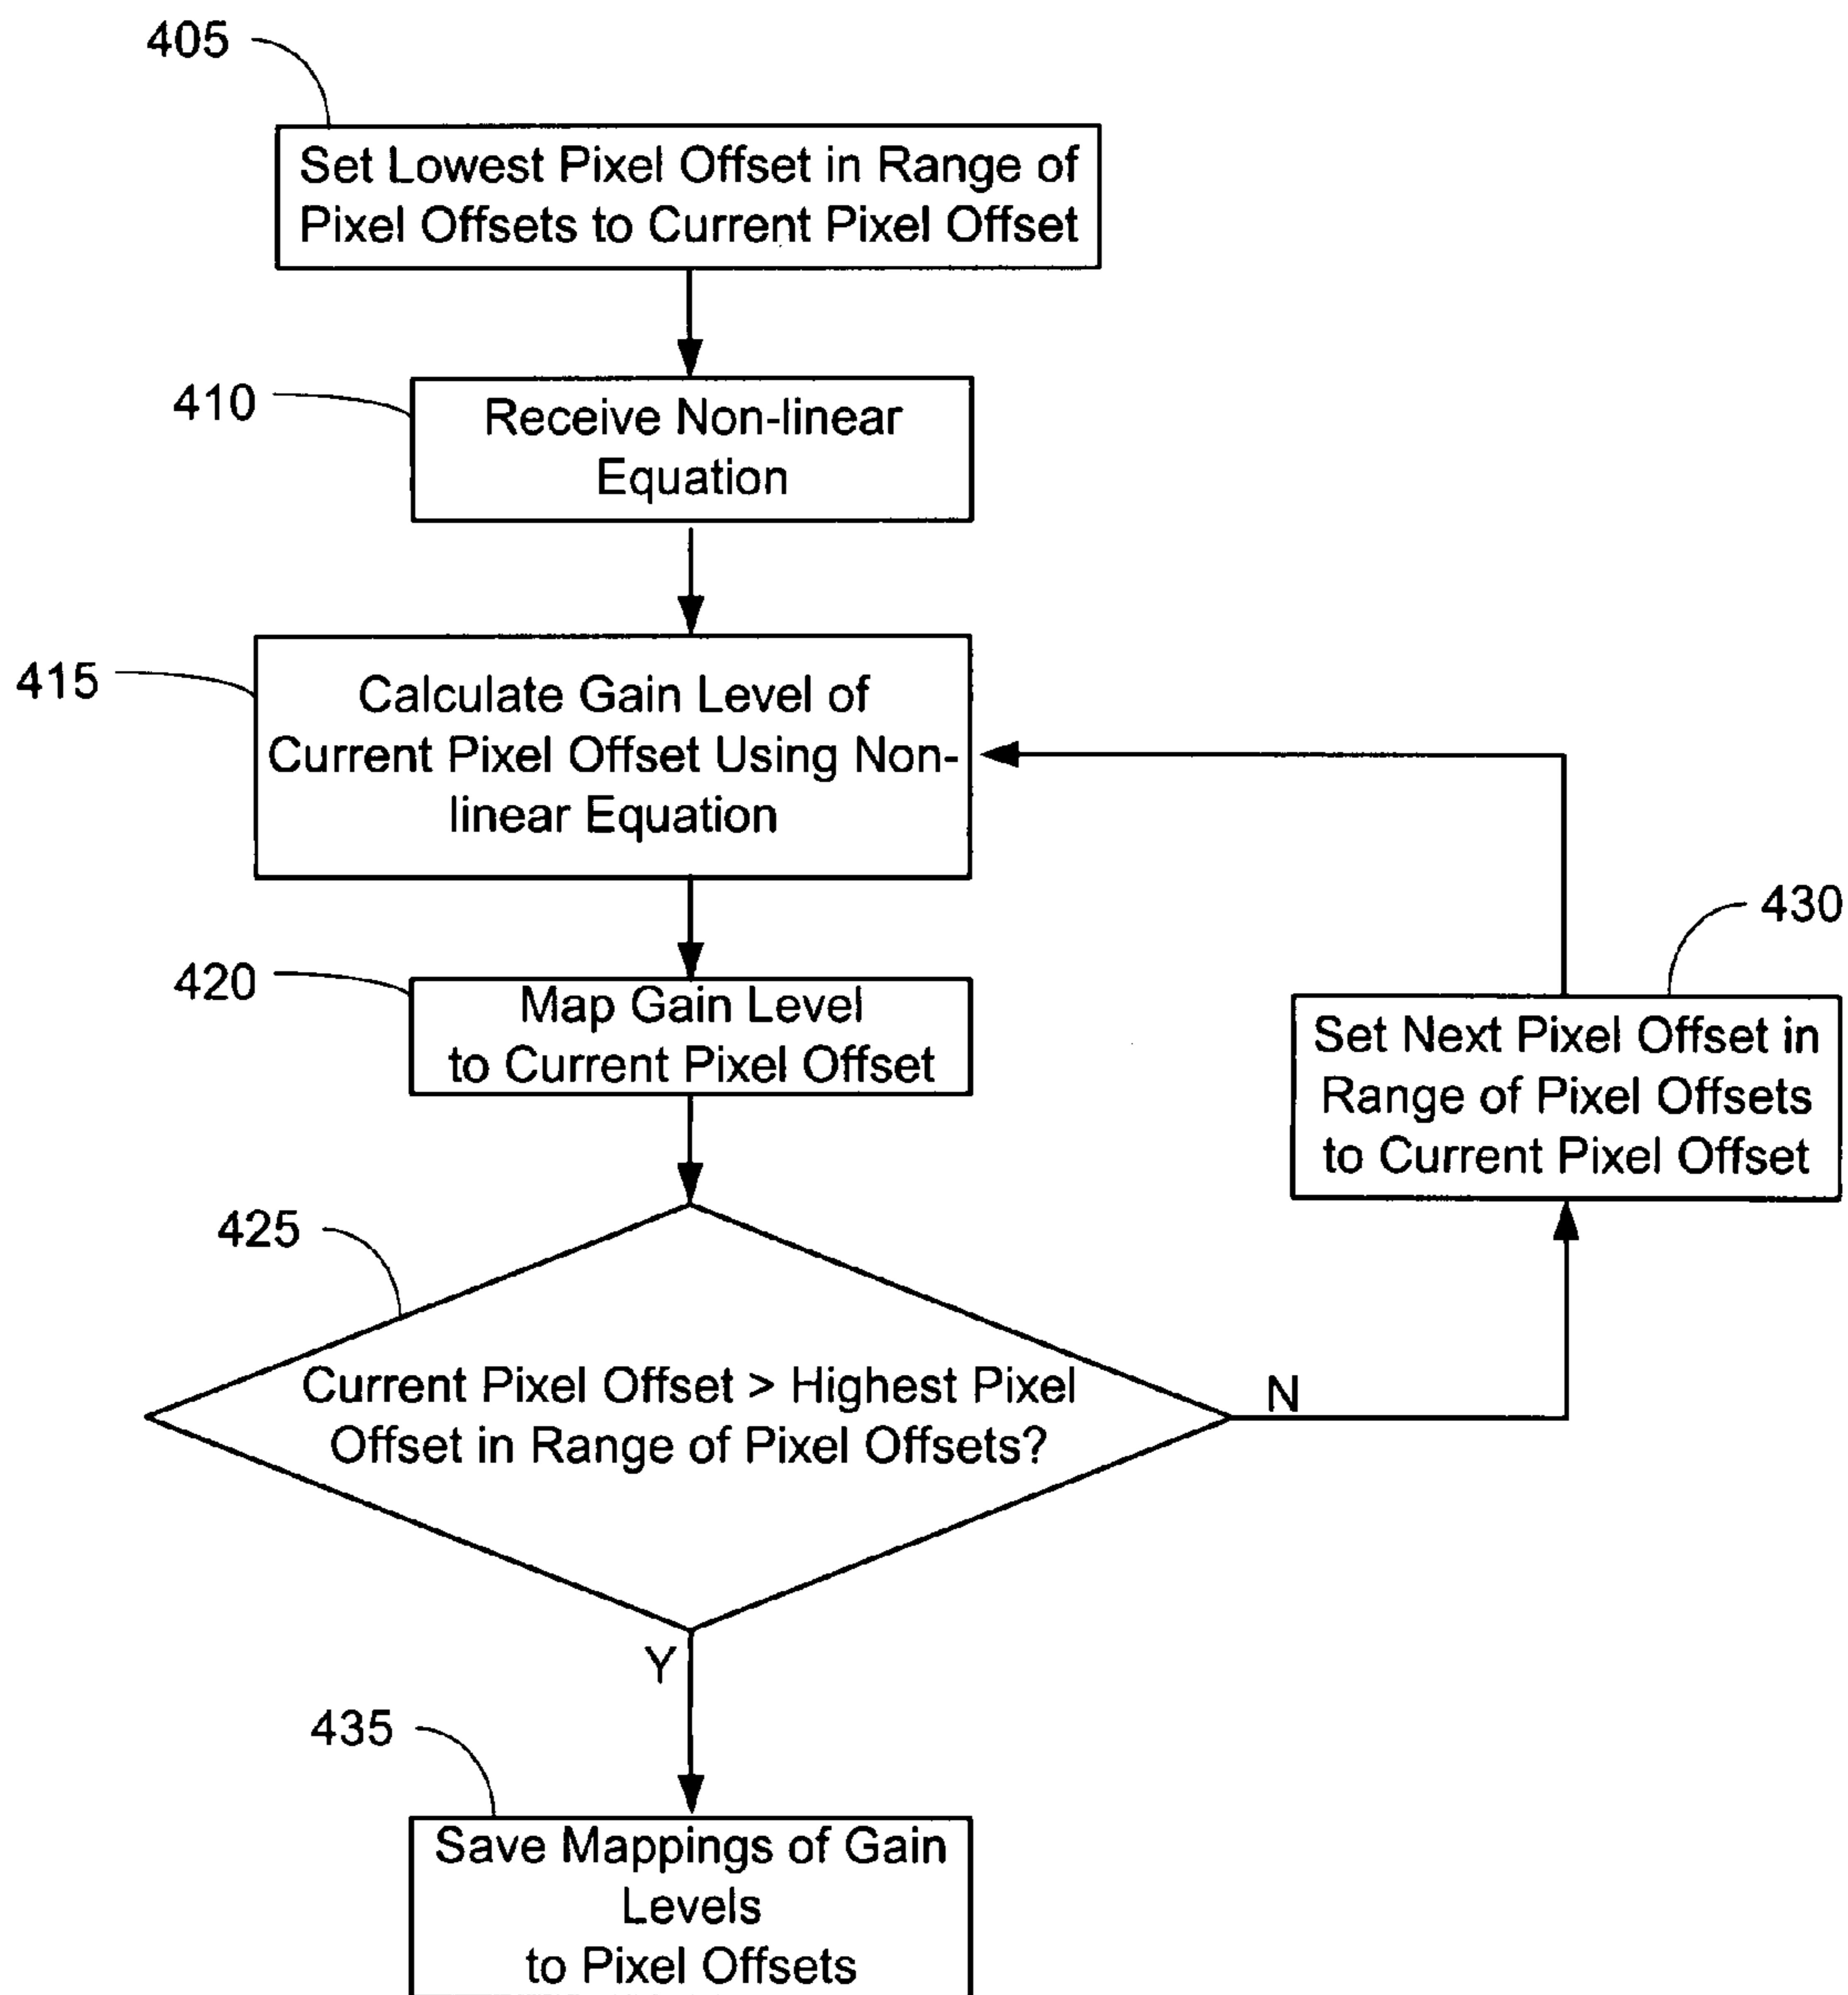 405
Set Lowest Pixel Offset in Range of
Pixel Offsets to Current Pixel Offset
410
Receive Non-linear
Equation
415
Calculate Gain Level of
Current Pixel Offset Using Non-
linear Equation
420
Map Gain Level
to Current Pixel Offset
430
Set Next Pixel Offset in
Range of Pixel Offsets
to Current Pixel Offset
425
Current Pixel Offset > Highest Pixel
Offset in Range of Pixel Offsets?
N
Y
435
Save Mappings of Gain
Levels
to Pixel Offsets